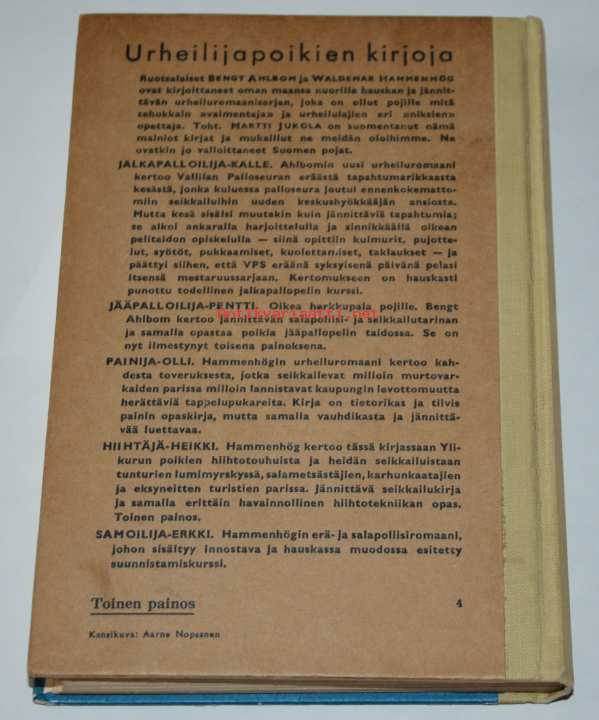 Urheilijapoikien kirjoja
Ruotsalaiset BENGT AHLBOM ja WALDEMAR HAMMENHÖG
ovat kirjoittaneet oman maansa nuorille hauskan ja jännit-
tävän urheiluromaanisarjan, joka on ollut pojille mitä
tehokkain »valmentaja» ja urheilulajien eri »niksien»
opettaja. Toht. MARTTI JUKOLA on suomentanut nämä
mainiot kirjat ja mukaillut ne meidän oloihimme. Ne
ovatkin jo valloittaneet Suomen pojat.
JALKAPALLOILIJA-KALLE. Ahlbomin uusi urheiluromaani
kertoo Vallilan Palloseuran eräästä tapahtumarikkaasta
kesästä, jonka kuluessa palloseura joutui ennenkokematto-
miin seikkailuihin uuden keskushyökkääjän ansiosta.
Mutta kesä sisälsi muutakin kuin jännittäviä tapahtumia;
se alkoi ankaralla harjoittelulla ja sinnikkäällä oikean
pelitaidon opiskelulla — siinä opittiin kulmurit, pujotte-
lut, syötöt, pukkaamiset, kuolettamiset, taklaukset — ja
päättyi siihen, että VPS eräänä syksyisenä päivänä pelasi
itsensä mestaruussarjaan. Kertomukseen on hauskasti
punottu todellinen jalkapallopelin kurssi.
JÄÄPALLOILIJA-PENTTI. Oikea herkkupala pojille. Bengt
Ahlbom kertoo jännittävän salapoliisi- ja seikkailutarinan
ja samalla opastaa poikia jääpallopelin taidossa. Se on
nyt ilmestynyt toisena painoksena.
PAINIJA-OLLI. Hammenhögin urheiluromaani kertoo kah-
desta toveruksesta, jotka seikkailevat milloin murtovar-
kaiden parissa milloin lannistavat kaupungin levottomuutta
herättäviä tappelupukareita. Kirja on tietorikas ja tiivis
painin opaskirja, mutta samalla vauhdikasta ja jännittä-
vää luettavaa.
HIIHTÄJÄ-HEIKKI. Hammenhög kertoo tässä kirjassaan Yli-
kurun poikien hiihtotouhuista ja heidän seikkailuistaan
tunturien lumimyrskyssä, salametsästäjien, karhunkaatajien
ja eksyneitten turistien parissa. Jännittävä seikkailukirja
ja samalla erittäin havainnollinen hiihtotekniikan opas.
Toinen painos.
SAMOILIJA-ERKKI. Hammenhögin erä- ja salapoliisiromaani,
johon sisältyy innostava ja hauskassa muodossa esitetty
suunnistamiskurssi.
Toinen painos 4
Kansikuva: Aarne Nopsanen